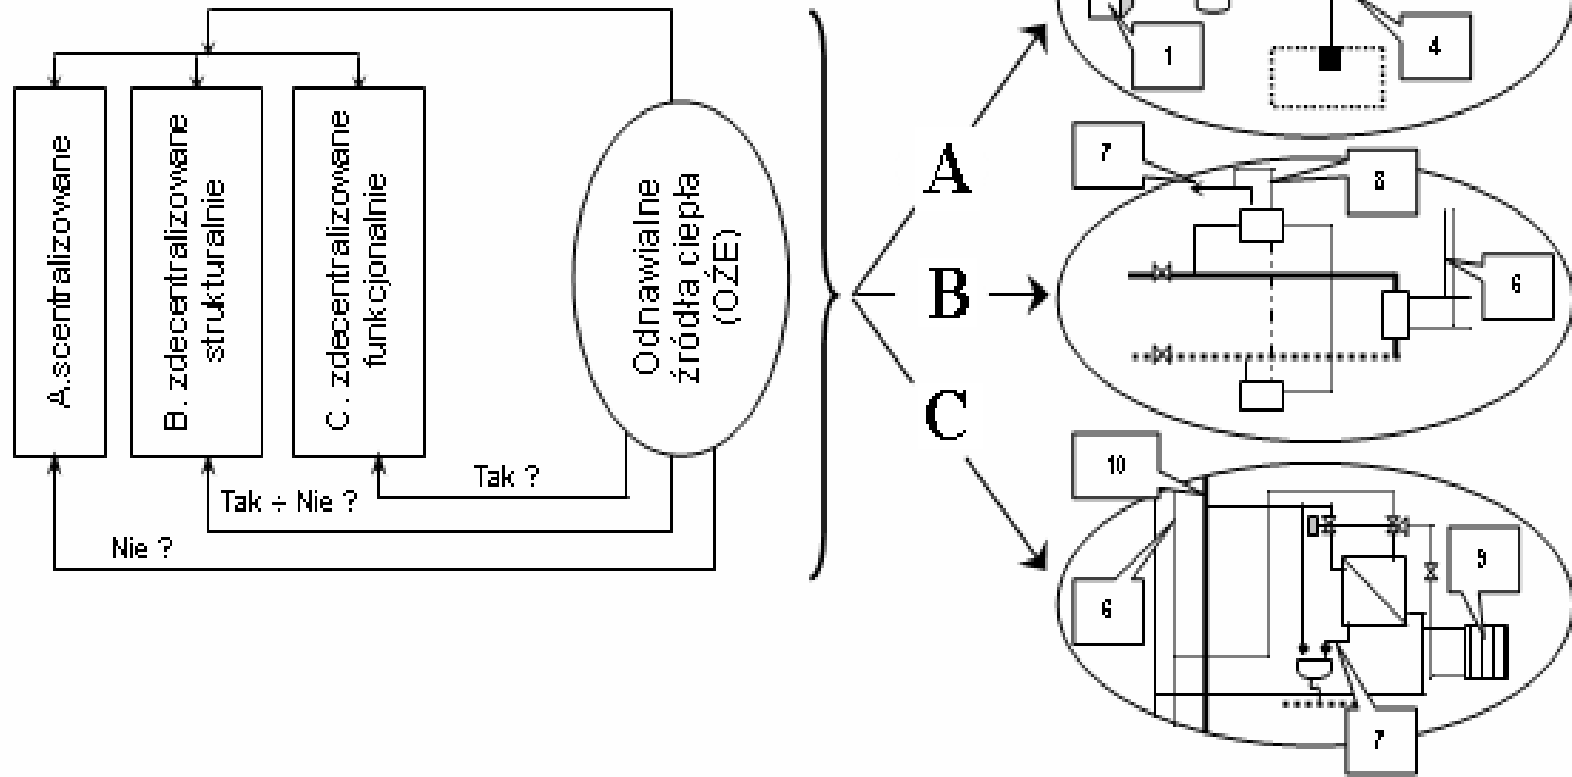 A.scentralizowane
B. zdecentralizowane
strukturalnie
C. zdecentralizowane
funkcjonalnie
Odnawialne
źródła ciepła
(OŹE)
Tak ?
Tak ÷ Nie ?
Nie ?
A
B
C
1
4
7
8
6
10
6
9
7